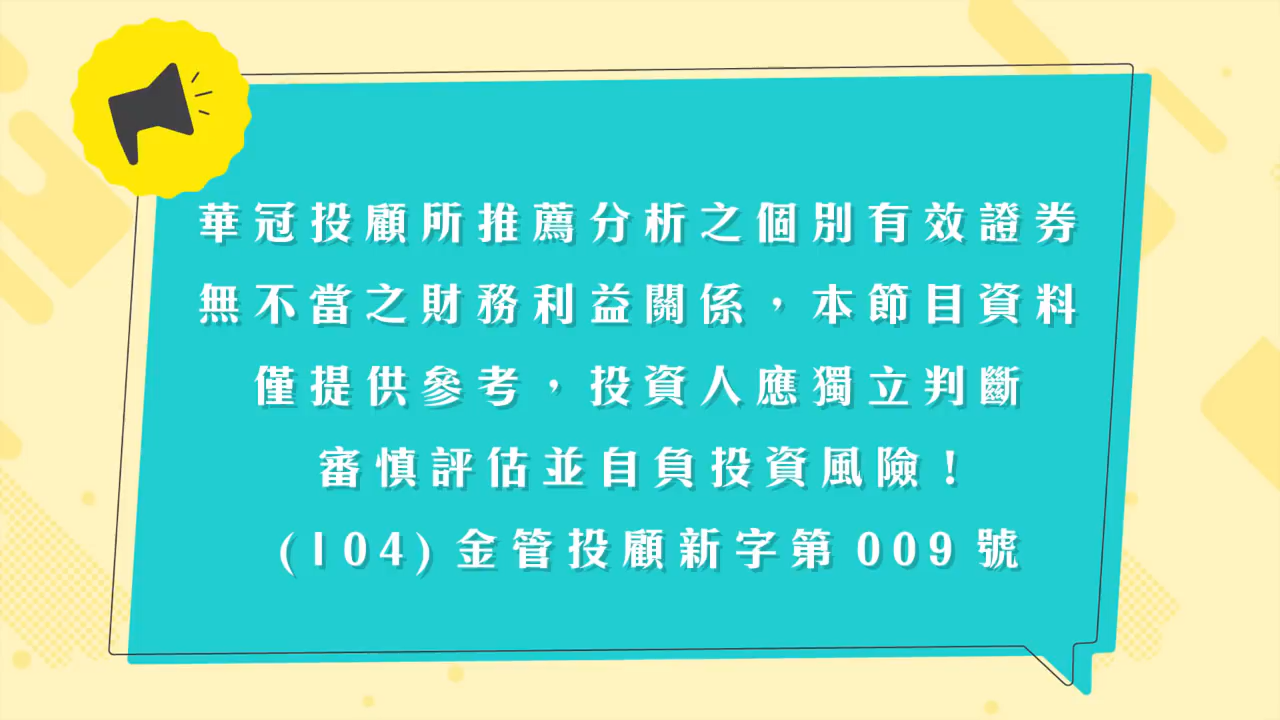 華冠投顧所推薦分析之個別有效證券
無不當之財務利益關係，本節目資料
僅提供參考，投資人應獨立判斷
審慎評估並自負投資風險！
(104) 金管投顧新字第 009 號